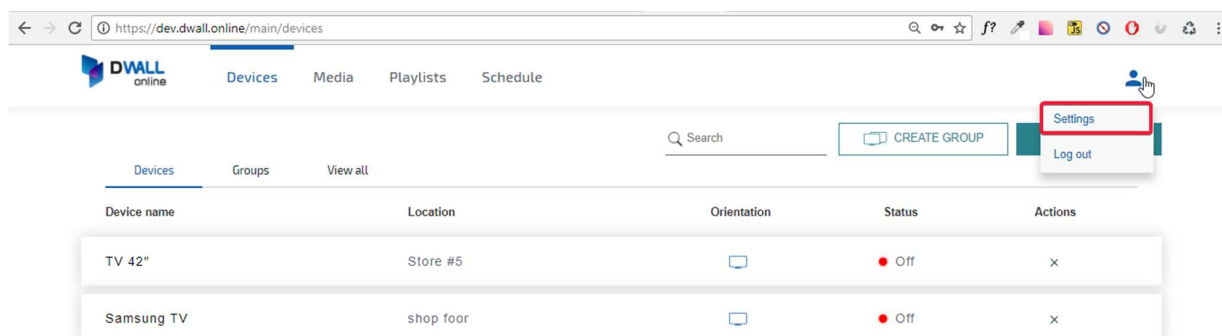 https://dev.dwall.online/main/devices
f?
JS
DWALL
online
Devices Media Playlists Schedule
Settings
Log out
Search
CREATE GROUP
Devices Groups View all
Device name Location Orientation Status Actions
TV 42" Store #5 Off
Samsung TV shop foor Off